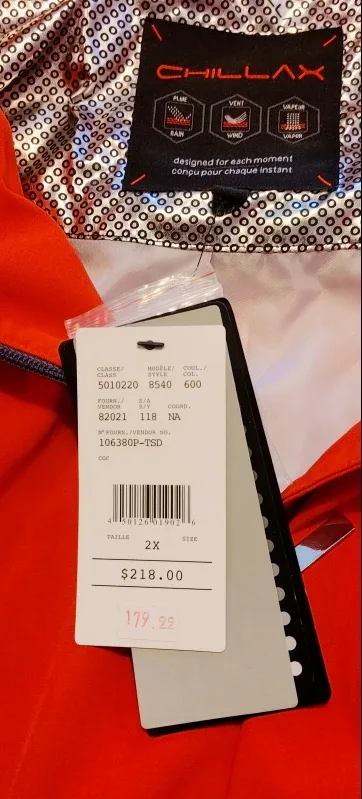 CHILLAX
PLUIE VENT VAPEUR
RAIN WIND VAPOR
designed for each moment
conçu pour chaque instant
CLASSE/ MODÈLE/ COUL./
CLASS STYLE COL.
5010220 8540 600
FOURN./ S/A
VENDOR S/Y COORD.
82021 118 NA
Nº FOURN./VENDOR NO.
106380P-TSD
CGC
4 50126 01902 6
TAILLE SIZE
2X
$218.00
179.99